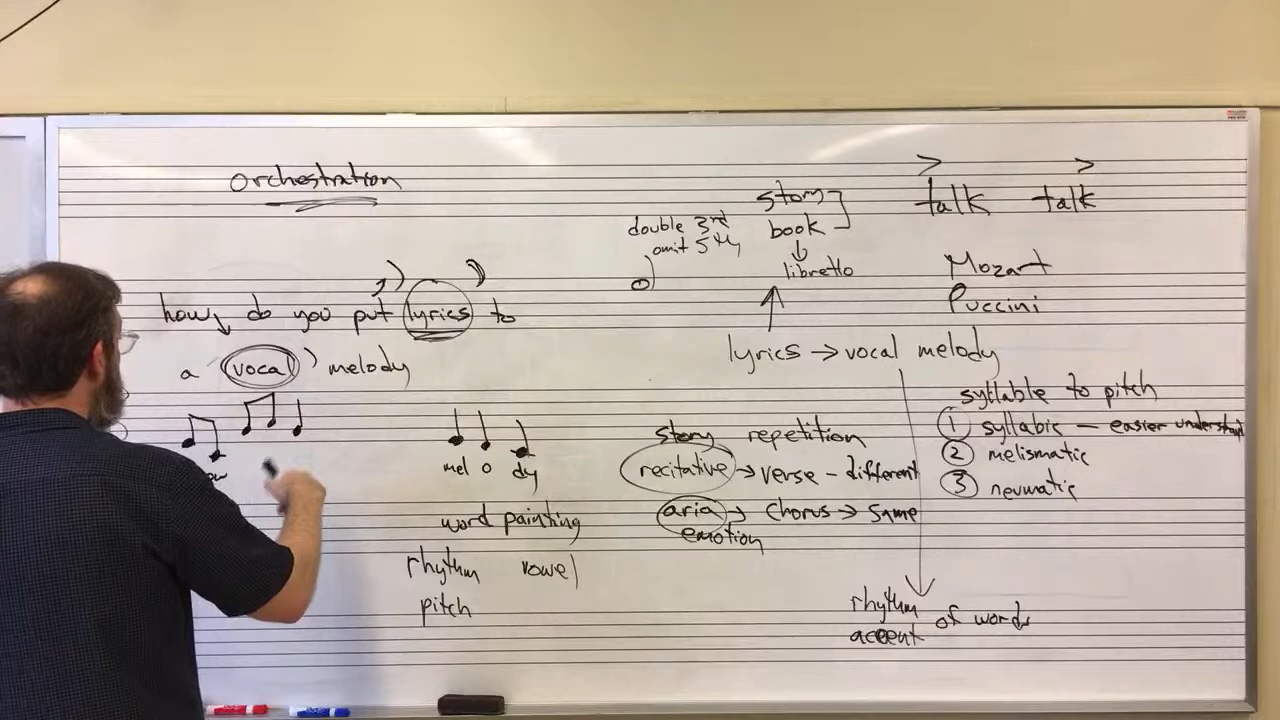 orchestration
how do you put lyrics to
a vocal melody
mel o dy
word painting
rhythm vowel
pitch
double 3rd
omit 5th
story
book
libretto
talk talk
Mozart
Puccini
lyrics → vocal melody
story repetition
recitative → verse - different
aria → chorus → same
emotion
syllable to pitch
1 syllabic - easier understand
2 melismatic
3 neumatic
rhythm
accent of words